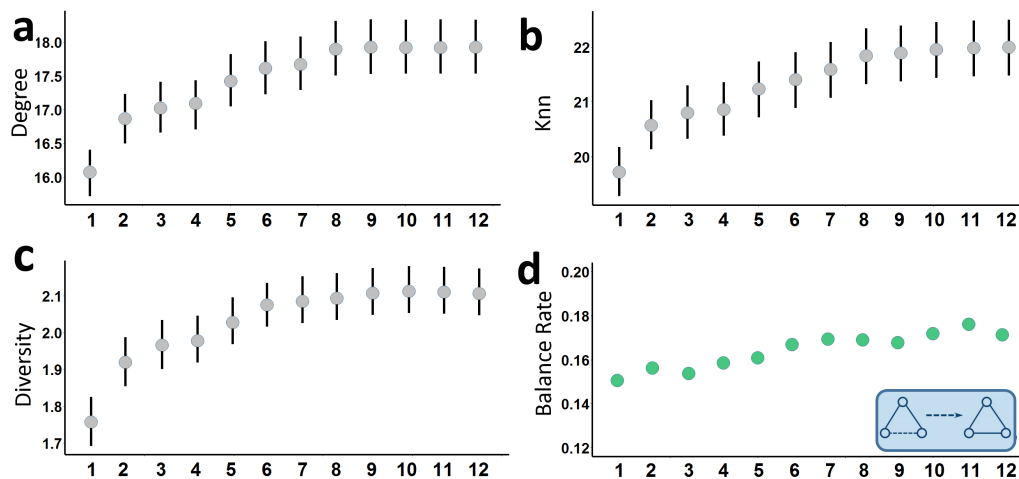 a
Degree
18.0
17.5
17.0
16.5
16.0
1 2 3 4 5 6 7 8 9 10 11 12
b
Knn
22
21
20
1 2 3 4 5 6 7 8 9 10 11 12
c
Diversity
2.1
2.0
1.9
1.8
1.7
1 2 3 4 5 6 7 8 9 10 11 12
d
Balance Rate
0.20
0.18
0.16
0.14
0.12
1 2 3 4 5 6 7 8 9 10 11 12